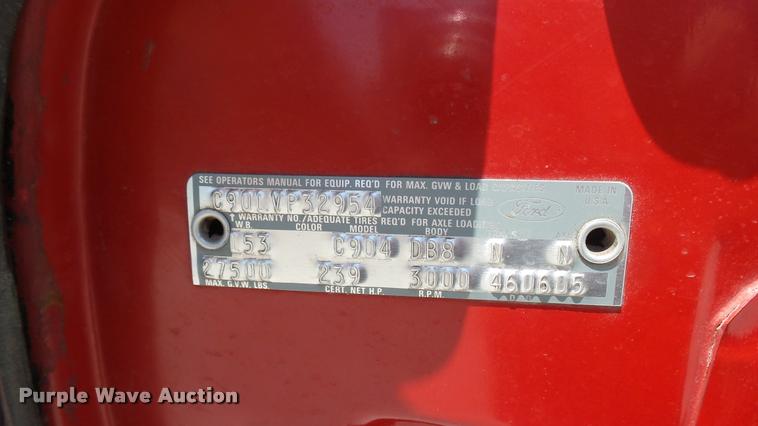 SEE OPERATORS MANUAL FOR EQUIP. REQ'D FOR MAX. GVW & LOAD CAPACITIES
MADE IN
U.S.A.
C90LVP32954
WARRANTY VOID IF LOAD
CAPACITY EXCEEDED
Ford
† WARRANTY NO./ADEQUATE TIRES REQ'D FOR AXLE LOAD
W.B. COLOR MODEL BODY
153 C904 DB8 N N
27500 239 3000 460605
MAX. G.V.W. LBS. CERT. NET H.P. R.P.M. D.
Purple Wave Auction